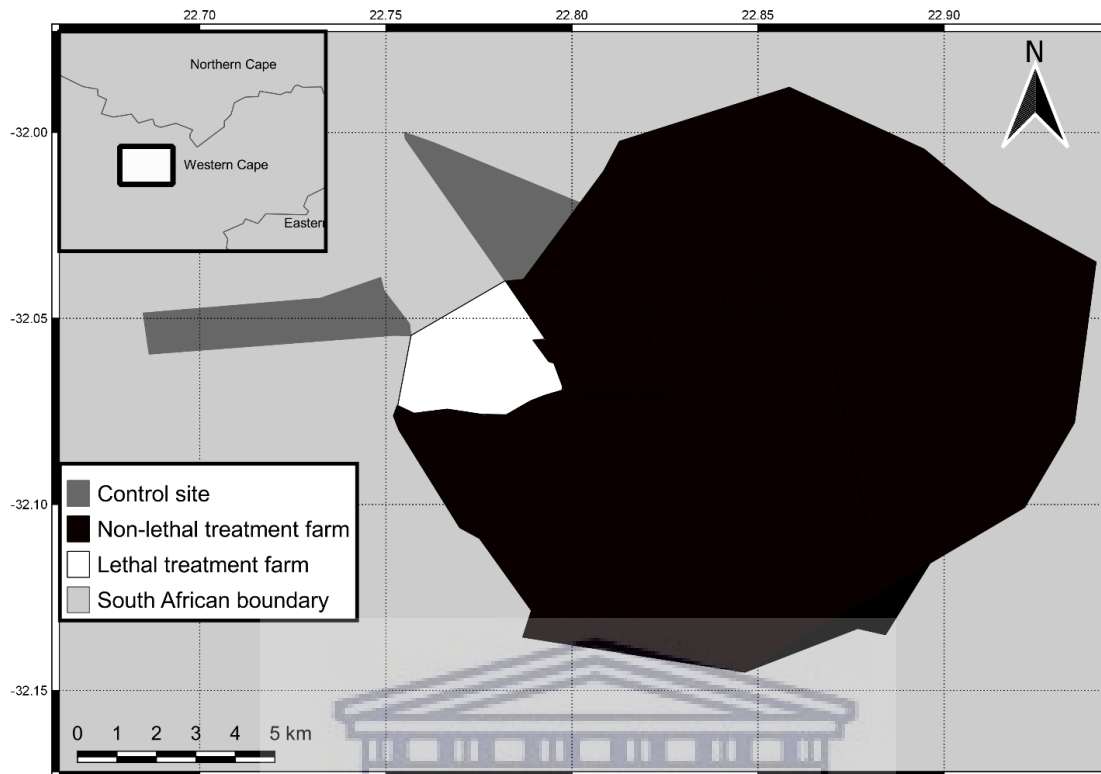 22.70 22.75 22.80 22.85 22.90
Northern Cape
Western Cape
Eastern
N
-32.00
-32.05
-32.10
-32.15
Control site
Non-lethal treatment farm
Lethal treatment farm
South African boundary
0 1 2 3 4 5 km